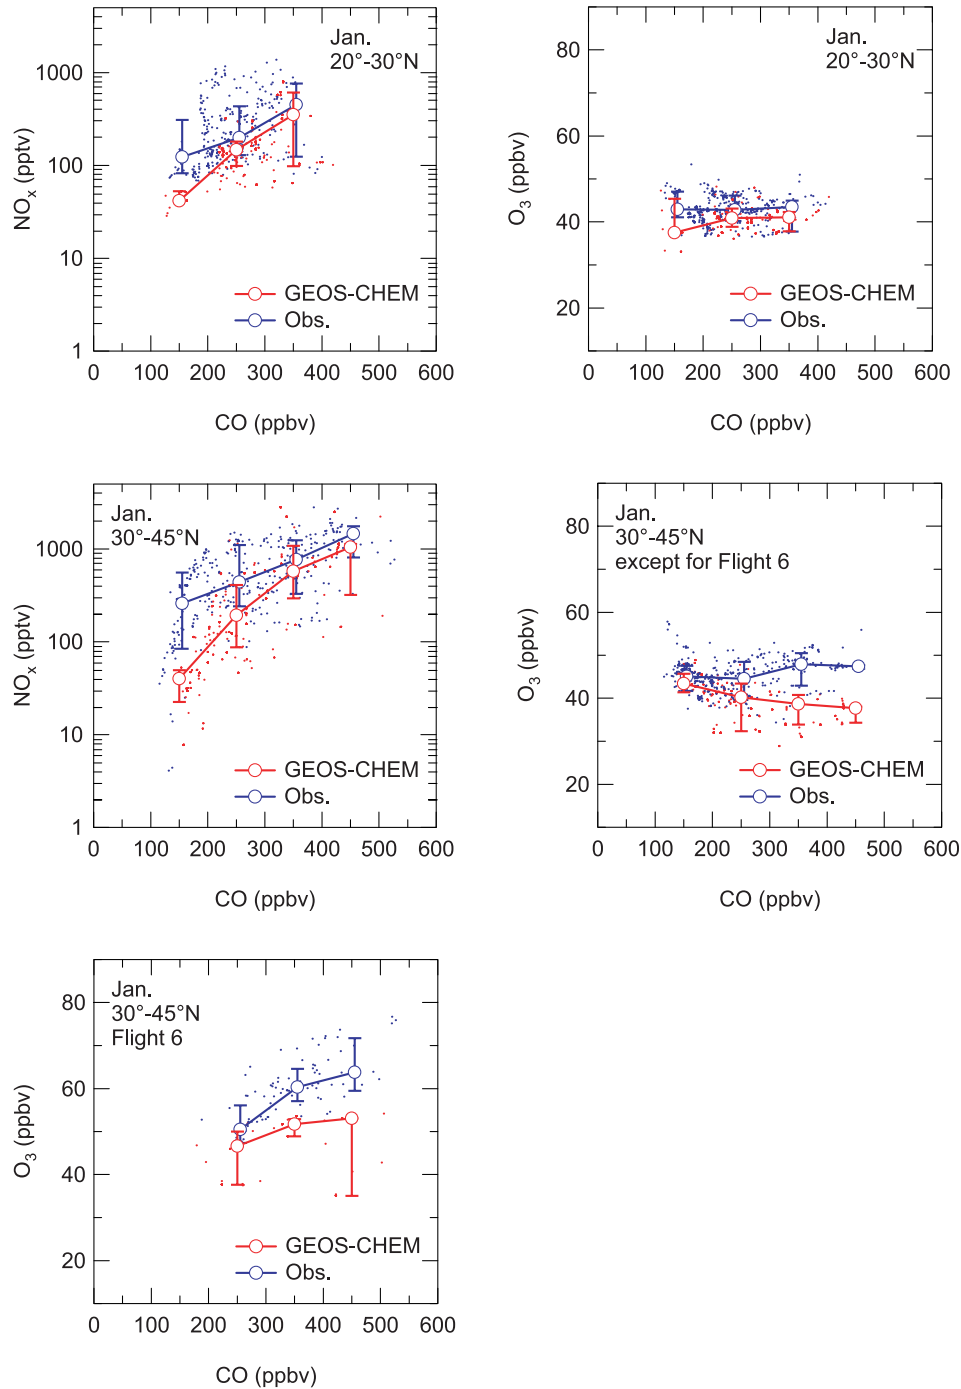 Jan.
20°-30°N
NOx (pptv)
1000
100
10
1
GEOS-CHEM
Obs.
0 100 200 300 400 500 600
CO (ppbv)
Jan.
20°-30°N
O3 (ppbv)
80
60
40
20
GEOS-CHEM
Obs.
0 100 200 300 400 500 600
CO (ppbv)
Jan.
30°-45°N
NOx (pptv)
1000
100
10
1
GEOS-CHEM
Obs.
0 100 200 300 400 500 600
CO (ppbv)
Jan.
30°-45°N
except for Flight 6
O3 (ppbv)
80
60
40
20
GEOS-CHEM
Obs.
0 100 200 300 400 500 600
CO (ppbv)
Jan.
30°-45°N
Flight 6
O3 (ppbv)
80
60
40
20
GEOS-CHEM
Obs.
0 100 200 300 400 500 600
CO (ppbv)